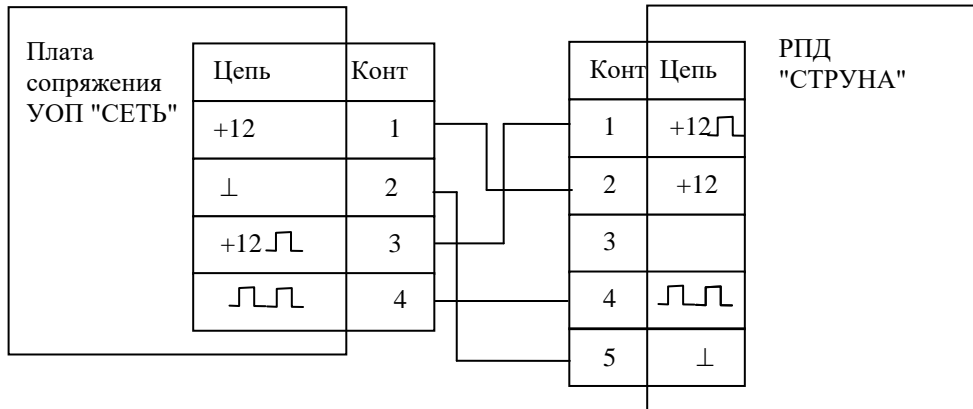 Плата
сопряжения
УОП "СЕТЬ"
Цепь Конт
+12 1
⊥ 2
+12 3
4
Конт Цепь
1 +12
2 +12
3
4
5 ⊥
РПД
"СТРУНА"